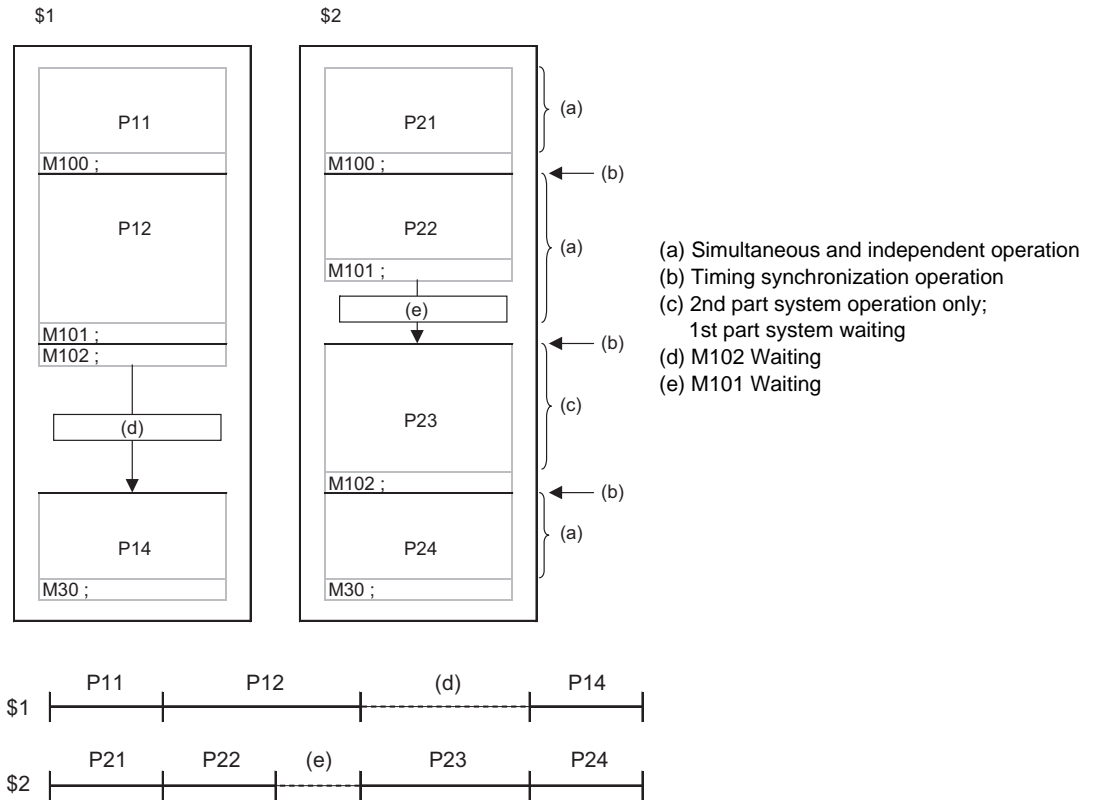 $1
$2
P11
M100 ;
P12
M101 ;
M102 ;
(d)
P14
M30 ;
P21
M100 ;
P22
M101 ;
(e)
P23
M102 ;
P24
M30 ;
(a)
(b)
(a)
(b)
(c)
(b)
(a)
(a) Simultaneous and independent operation
(b) Timing synchronization operation
(c) 2nd part system operation only;
1st part system waiting
(d) M102 Waiting
(e) M101 Waiting
P11 P12 (d) P14
$1
P21 P22 (e) P23 P24
$2